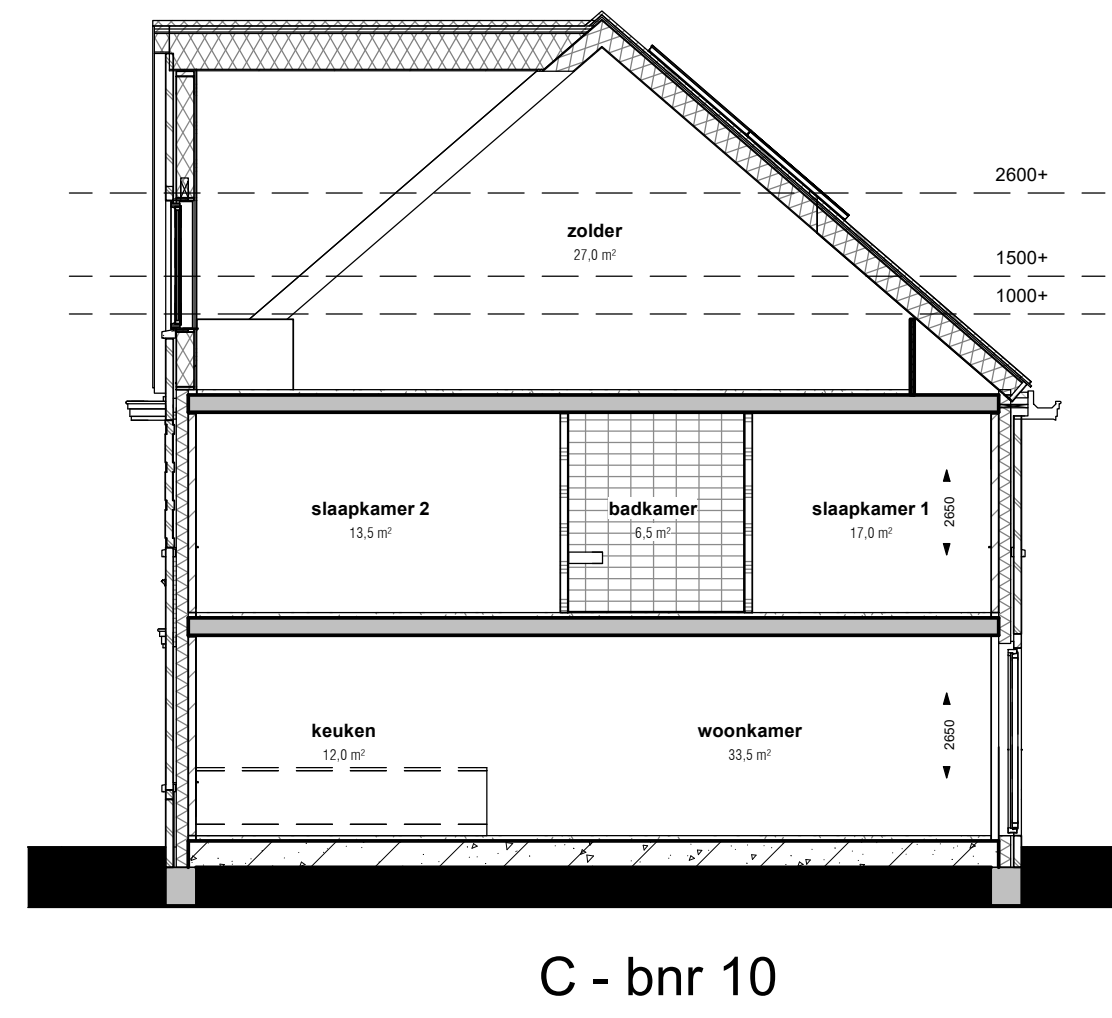 2600+
zolder
27,0 m²
1500+
1000+
slaapkamer 2
13,5 m²
badkamer
6,5 m²
slaapkamer 1
17,0 m²
2650
keuken
12,0 m²
woonkamer
33,5 m²
2650
C - bnr 10